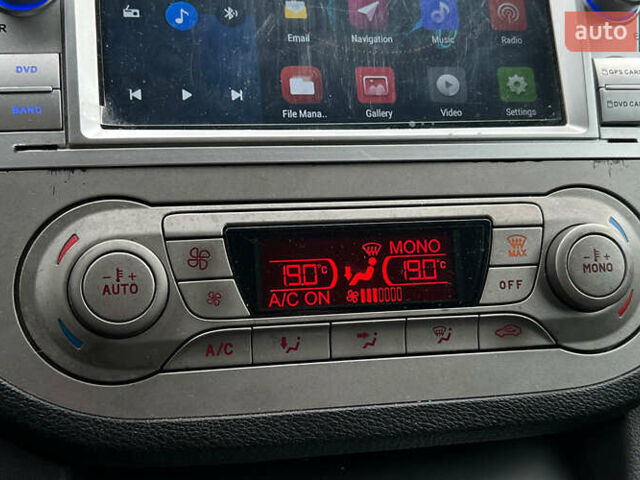 auto
R
Email
Navigation
Music
Radio
DVD
BAND
File Mana..
Gallery
Video
Settings
GPS CARD
DVD CAR
MONO
19.0°C
19.0°C
A/C ON
MAX
OFF
- +
AUTO
- +
MONO
A/C